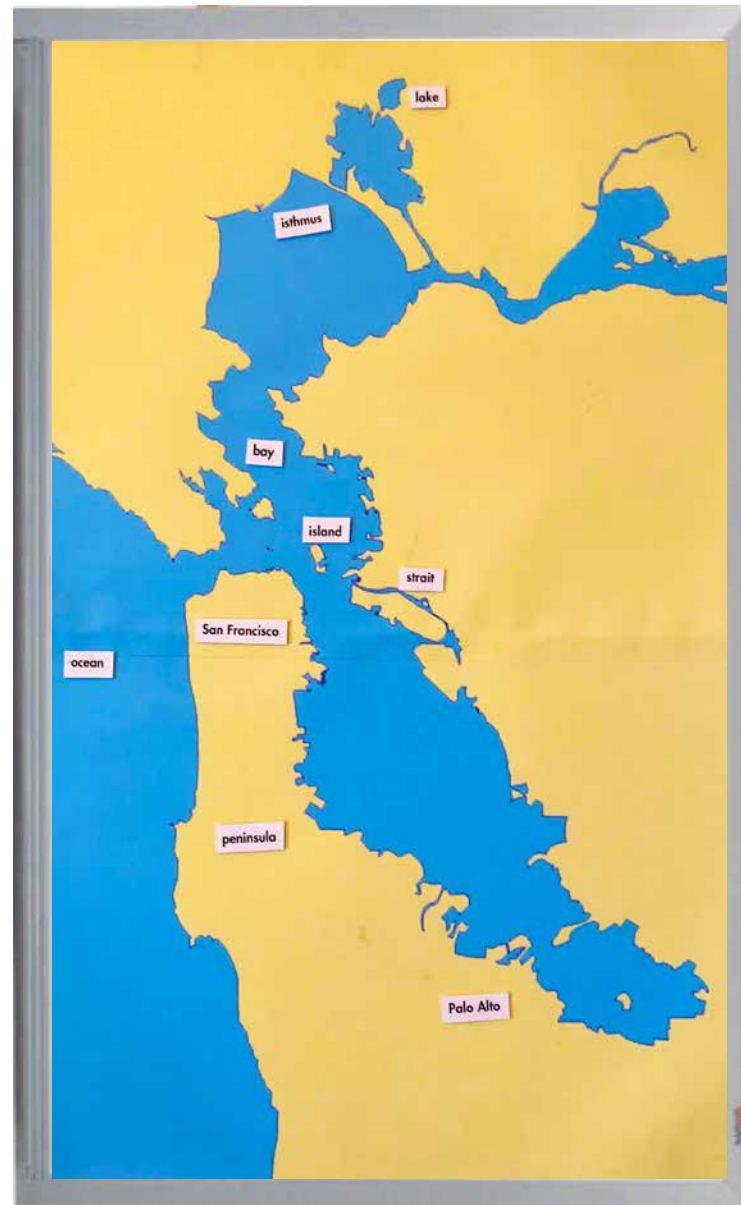 lake
isthmus
bay
island
strait
San Francisco
ocean
peninsula
Palo Alto